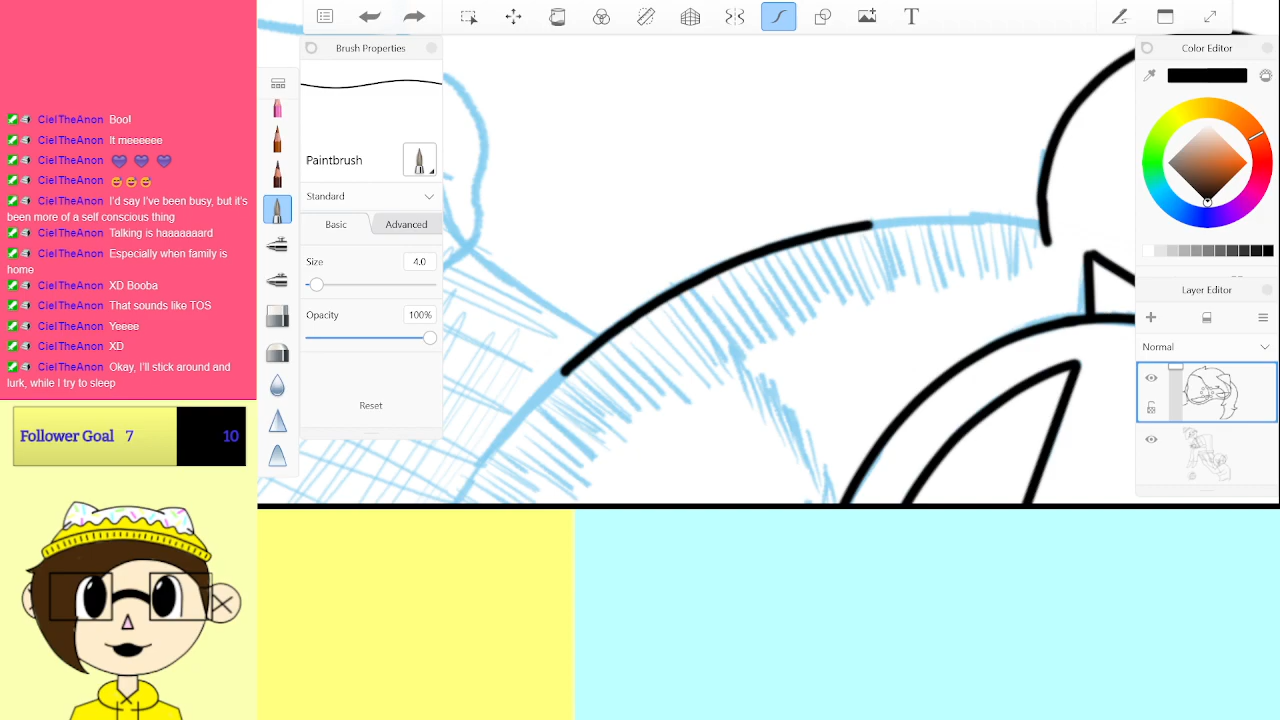 CielTheAnon Boo!
CielTheAnon It meeeeee
CielTheAnon
CielTheAnon
CielTheAnon I'd say I've been busy, but it's
been more of a self conscious thing
CielTheAnon Talking is haaaaaard
CielTheAnon Especially when family is
home
CielTheAnon XD Booba
CielTheAnon That sounds like TOS
CielTheAnon Yeeee
CielTheAnon XD
CielTheAnon Okay, I'll stick around and
lurk, while I try to sleep
Follower Goal 7 10
T
Brush Properties
Paintbrush
Standard
Basic Advanced
Size 4.0
Opacity 100%
Reset
Color Editor
Layer Editor
Normal